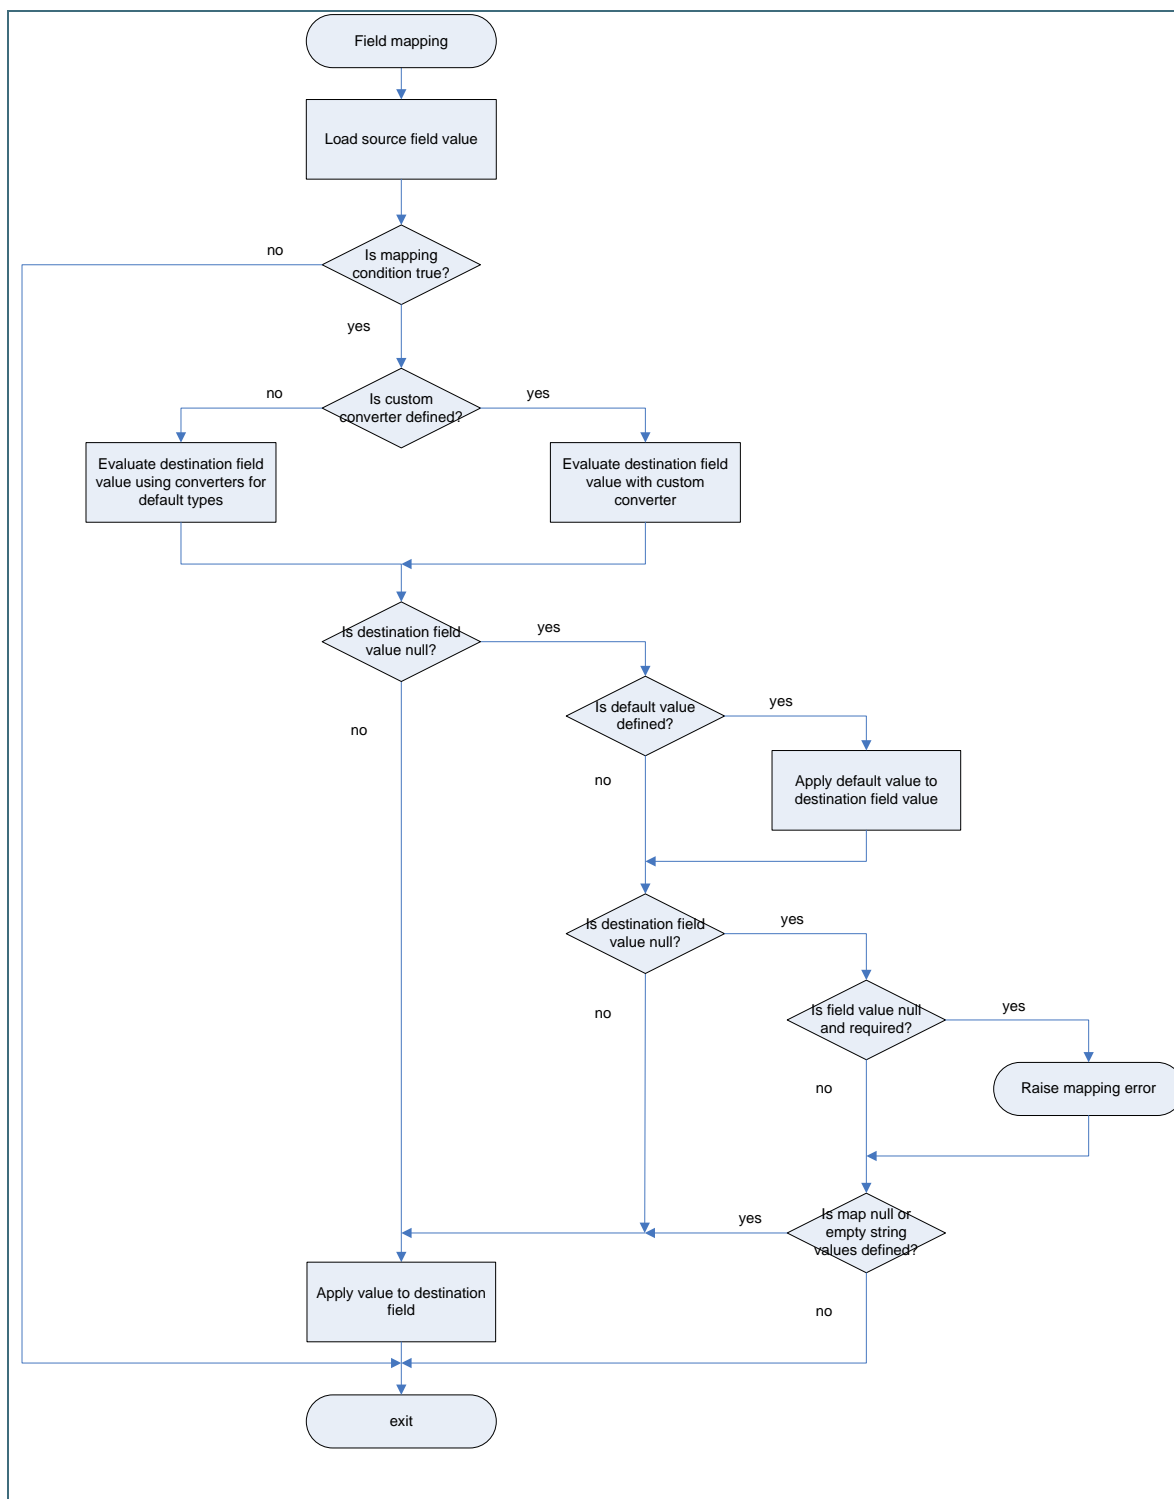 Field mapping
Load source field value
no
Is mapping
condition true?
yes
no
Is custom
converter defined?
yes
Evaluate destination field
value using converters for
default types
Evaluate destination field
value with custom
converter
Is destination field
value null?
yes
no
Is default value
defined?
yes
no
Apply default value to
destination field value
Is destination field
value null?
yes
no
Is field value null
and required?
yes
no
Raise mapping error
yes
Is map null or
empty string
values defined?
no
Apply value to destination
field
exit